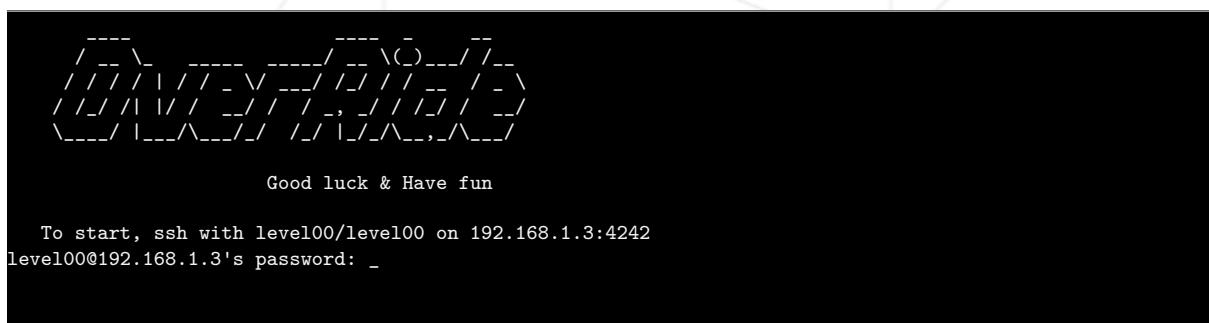 OverRide
Good luck & Have fun
To start, ssh with level00/level00 on 192.168.1.3:4242
level00@192.168.1.3's password: _